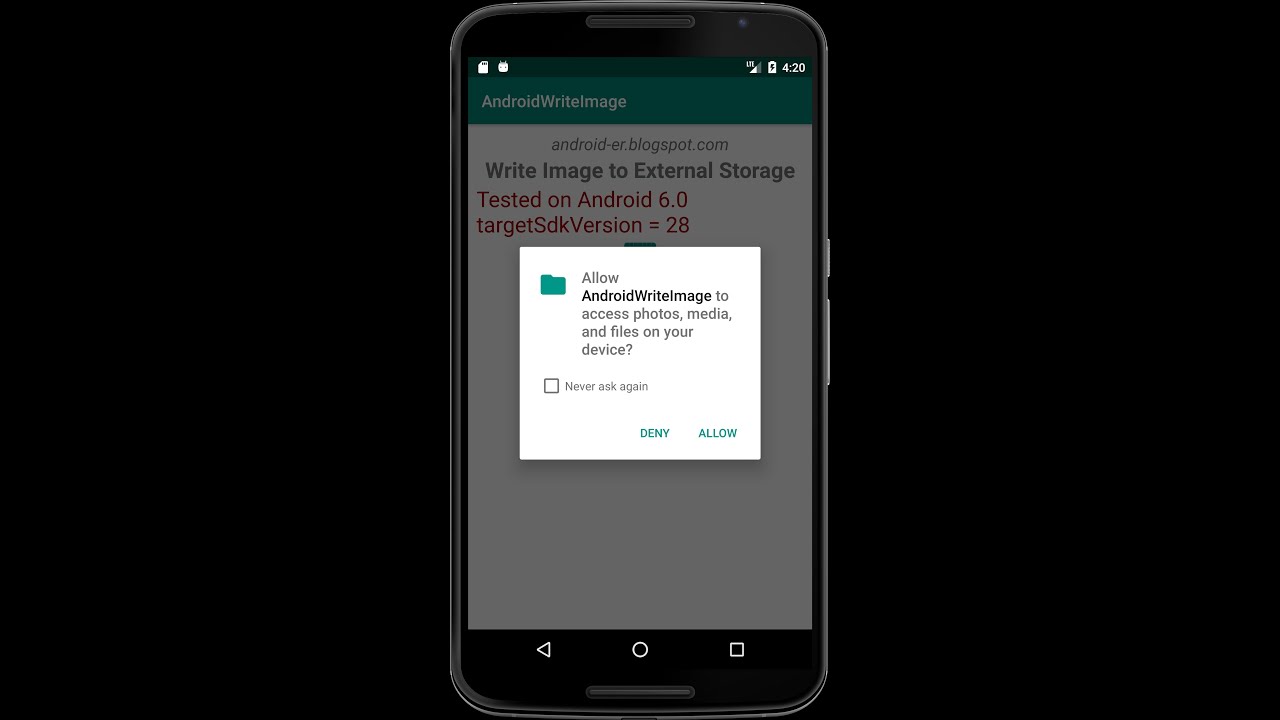 LTE 4:20
AndroidWriteImage
android-er.blogspot.com
Write Image to External Storage
Tested on Android 6.0
targetSdkVersion = 28
Allow
AndroidWriteImage to
access photos, media,
and files on your
device?
Never ask again
DENY ALLOW